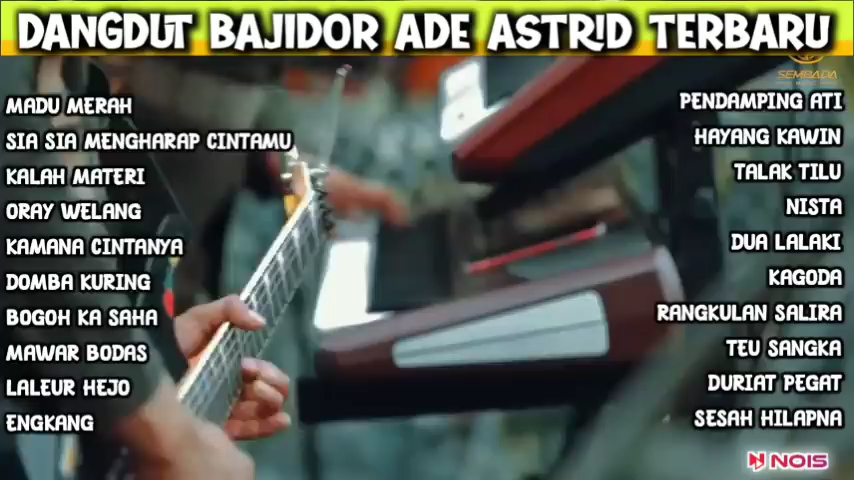 DANGDUT BAJIDOR ADE ASTRID TERBARU
SEMBADA
MADU MERAH
SIA SIA MENGHARAP CINTAMU
KALAH MATERI
ORAY WELANG
KAMANA CINTANYA
DOMBA KURING
BOGOH KA SAHA
MAWAR BODAS
LALEUR HEJO
ENGKANG
PENDAMPING ATI
HAYANG KAWIN
TALAK TILU
NISTA
DUA LALAKI
KAGODA
RANGKULAN SALIRA
TEU SANGKA
DURIAT PEGAT
SESAH HILAPNA
NOIS